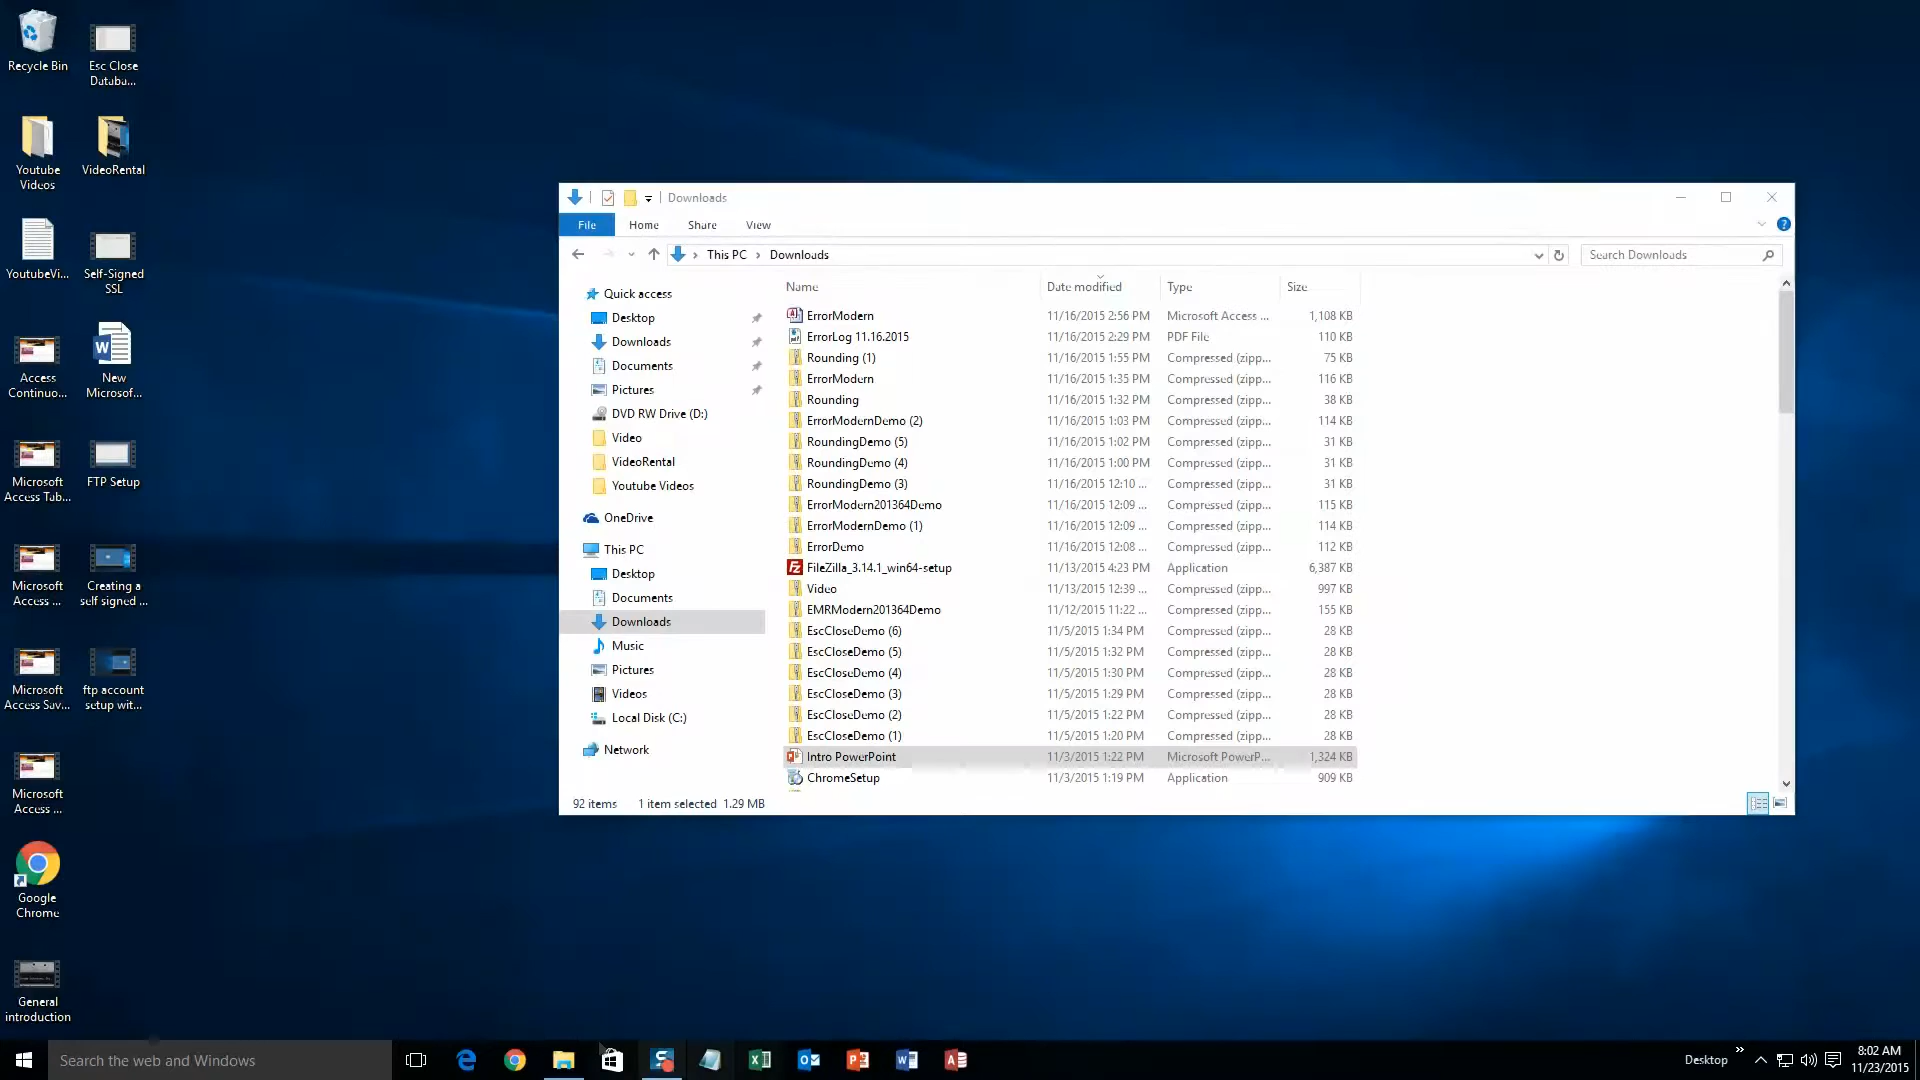 Recycle Bin
Esc Close
Databa...
Youtube
Videos
VideoRental
YoutubeVi...
Self-Signed
SSL
Access
Continuo...
New
Microsof...
Microsoft
Access Tab...
FTP Setup
Microsoft
Access ...
Creating a
self signed ...
Microsoft
Access Sav...
ftp account
setup wit...
Microsoft
Access ...
Google
Chrome
General
introduction
Downloads
File Home Share View
This PC > Downloads
Search Downloads
Quick access
Desktop
Downloads
Documents
Pictures
DVD RW Drive (D:)
Video
VideoRental
Youtube Videos
OneDrive
This PC
Desktop
Documents
Downloads
Music
Pictures
Videos
Local Disk (C:)
Network
Name Date modified Type Size
ErrorModern 11/16/2015 2:56 PM Microsoft Access ... 1,108 KB
ErrorLog 11.16.2015 11/16/2015 2:29 PM PDF File 110 KB
Rounding (1) 11/16/2015 1:55 PM Compressed (zipp... 75 KB
ErrorModern 11/16/2015 1:35 PM Compressed (zipp... 116 KB
Rounding 11/16/2015 1:32 PM Compressed (zipp... 38 KB
ErrorModernDemo (2) 11/16/2015 1:03 PM Compressed (zipp... 114 KB
RoundingDemo (5) 11/16/2015 1:02 PM Compressed (zipp... 31 KB
RoundingDemo (4) 11/16/2015 1:00 PM Compressed (zipp... 31 KB
RoundingDemo (3) 11/16/2015 12:10 ... Compressed (zipp... 31 KB
ErrorModern201364Demo 11/16/2015 12:09 ... Compressed (zipp... 115 KB
ErrorModernDemo (1) 11/16/2015 12:09 ... Compressed (zipp... 114 KB
ErrorDemo 11/16/2015 12:08 ... Compressed (zipp... 112 KB
FileZilla_3.14.1_win64-setup 11/13/2015 4:23 PM Application 6,387 KB
Video 11/13/2015 12:39 ... Compressed (zipp... 997 KB
EMRModern201364Demo 11/12/2015 11:22 ... Compressed (zipp... 155 KB
EscCloseDemo (6) 11/5/2015 1:34 PM Compressed (zipp... 28 KB
EscCloseDemo (5) 11/5/2015 1:32 PM Compressed (zipp... 28 KB
EscCloseDemo (4) 11/5/2015 1:30 PM Compressed (zipp... 28 KB
EscCloseDemo (3) 11/5/2015 1:29 PM Compressed (zipp... 28 KB
EscCloseDemo (2) 11/5/2015 1:22 PM Compressed (zipp... 28 KB
EscCloseDemo (1) 11/5/2015 1:20 PM Compressed (zipp... 28 KB
Intro PowerPoint 11/3/2015 1:22 PM Microsoft PowerP... 1,324 KB
ChromeSetup 11/3/2015 1:19 PM Application 909 KB
92 items 1 item selected 1.29 MB
Search the web and Windows
Desktop
8:02 AM
11/23/2015